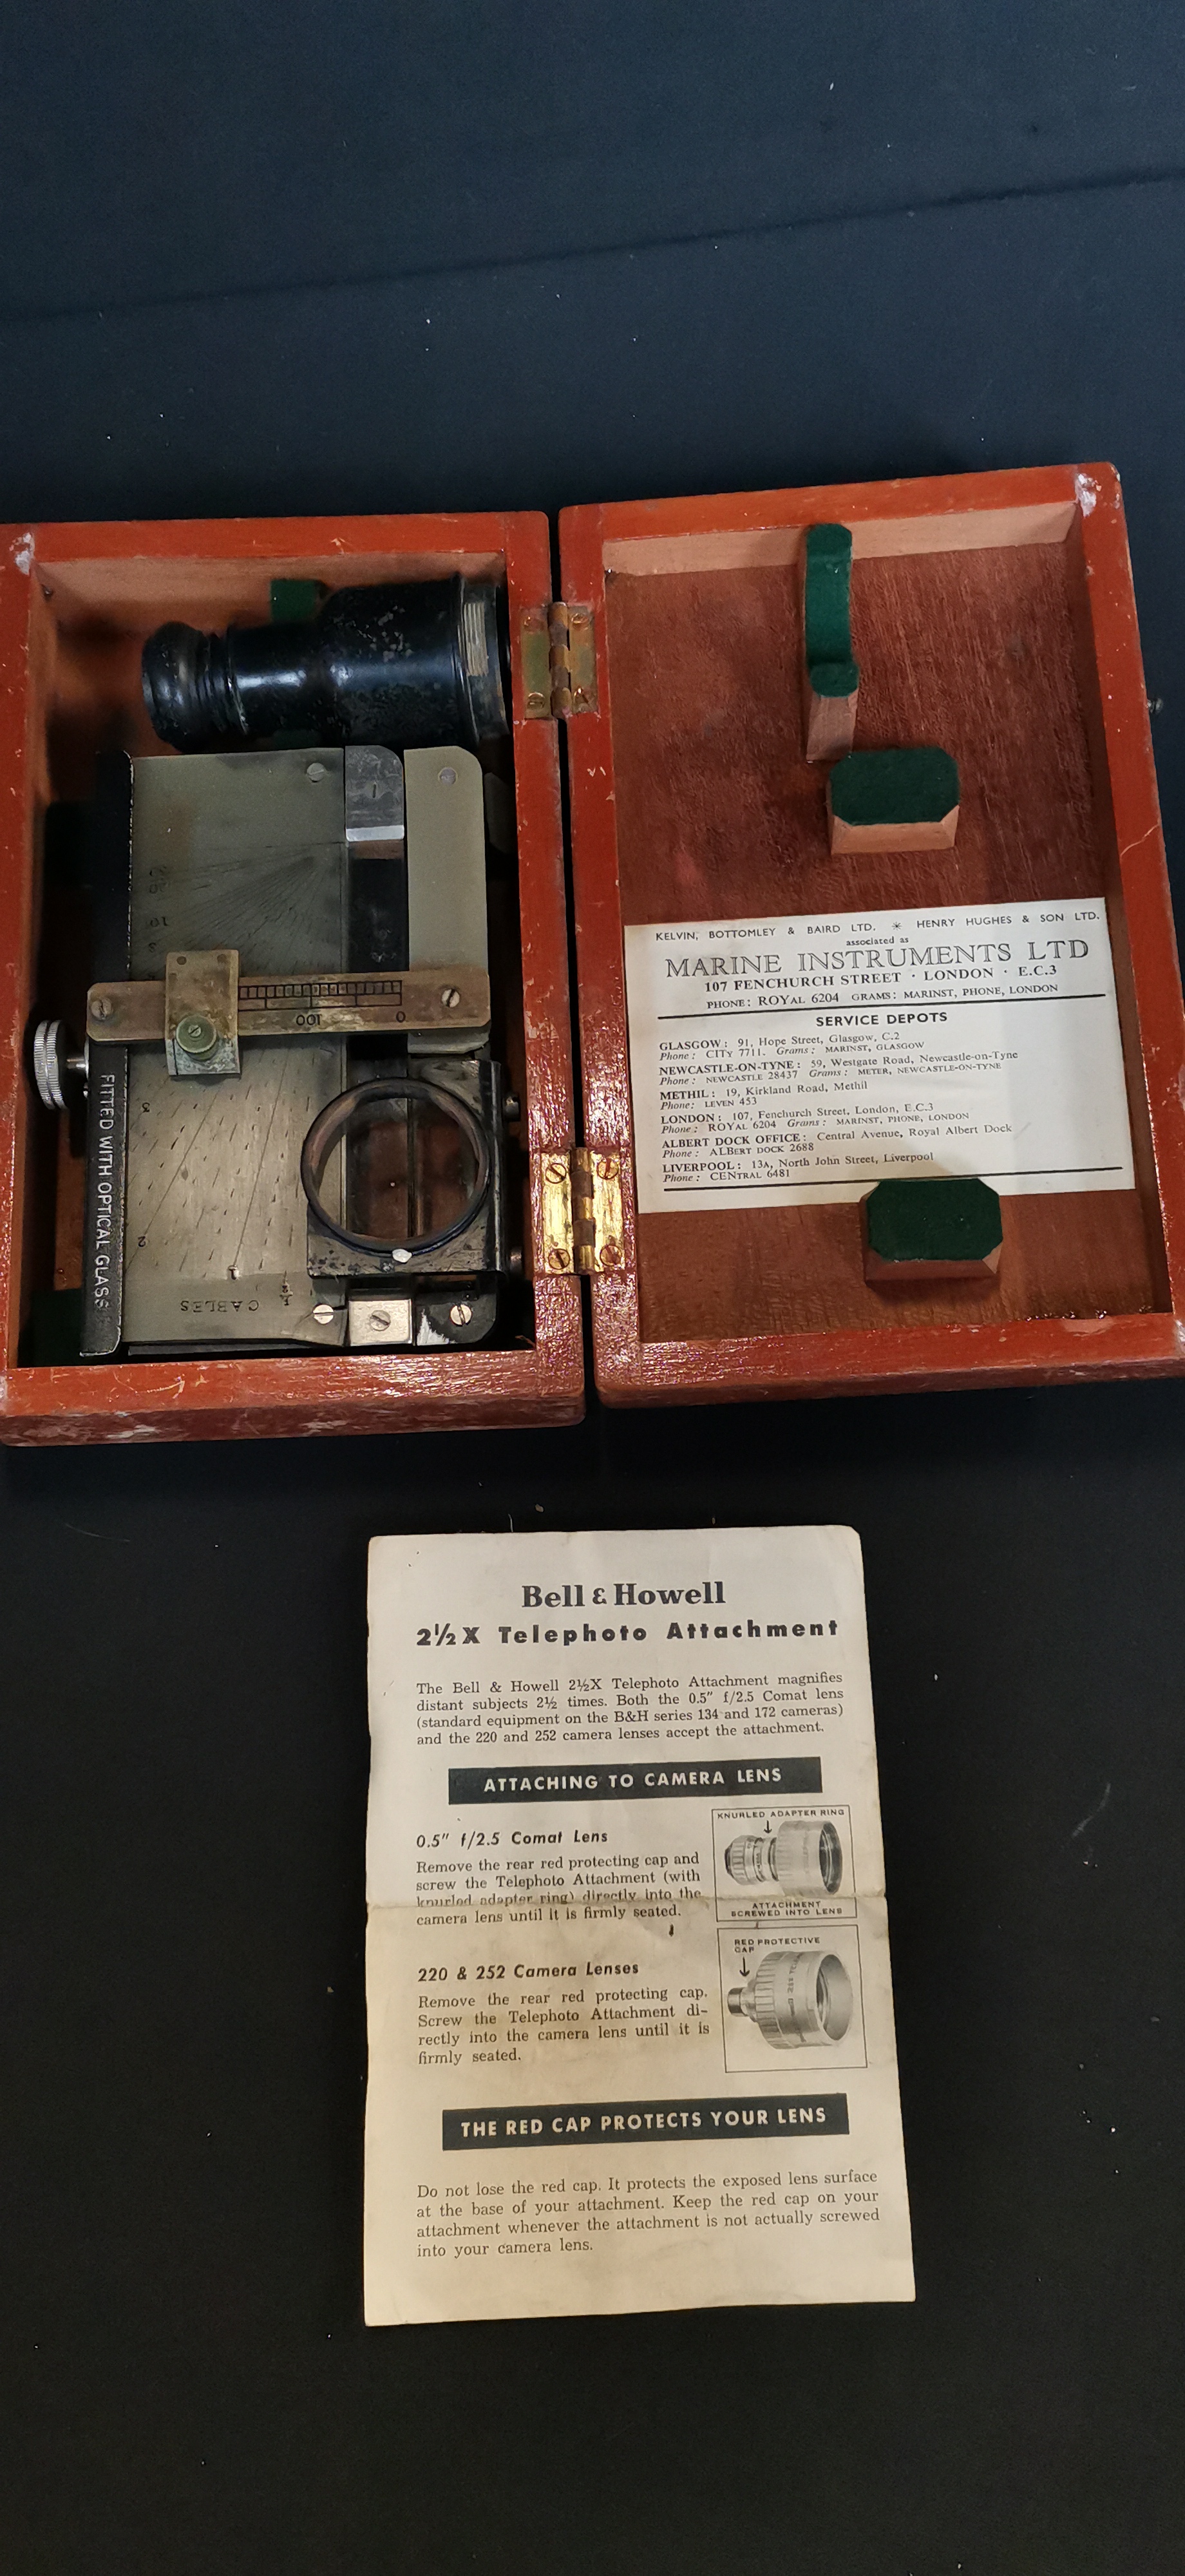 KELVIN, BOTTOMLEY & BAIRD LTD. * HENRY HUGHES & SON LTD.
associated as
MARINE INSTRUMENTS LTD
107 FENCHURCH STREET · LONDON · E.C.3
PHONE: ROYAL 6204 GRAMS: MARINST, PHONE, LONDON
SERVICE DEPOTS
GLASGOW: 91, Hope Street, Glasgow, C.2
Phone: CITY 7711. Grams: MARINST, GLASGOW
NEWCASTLE-ON-TYNE: 59, Westgate Road, Newcastle-on-Tyne
Phone: NEWCASTLE 28437 Grams: METER, NEWCASTLE-ON-TYNE
METHIL: 19, Kirkland Road, Methil
Phone: LEVEN 453
LONDON: 107, Fenchurch Street, London, E.C.3
Phone: ROYAL 6204 Grams: MARINST, PHONE, LONDON
ALBERT DOCK OFFICE: Central Avenue, Royal Albert Dock
Phone: ALBERT DOCK 2688
LIVERPOOL: 13A, North John Street, Liverpool
Phone: CENTRAL 6481
100 0
3
2
1
½
CABLES
FITTED WITH OPTICAL GLASS
Bell & Howell
2½X Telephoto Attachment
The Bell & Howell 2½X Telephoto Attachment magnifies
distant subjects 2½ times. Both the 0.5" f/2.5 Comat lens
(standard equipment on the B&H series 134 and 172 cameras)
and the 220 and 252 camera lenses accept the attachment.
ATTACHING TO CAMERA LENS
0.5" f/2.5 Comat Lens
Remove the rear red protecting cap and
screw the Telephoto Attachment (with
knurled adapter ring) directly into the
camera lens until it is firmly seated.
KNURLED ADAPTER RING
ATTACHMENT
SCREWED INTO LENS
220 & 252 Camera Lenses
Remove the rear red protecting cap.
Screw the Telephoto Attachment di-
rectly into the camera lens until it is
firmly seated.
RED PROTECTIVE
CAP
THE RED CAP PROTECTS YOUR LENS
Do not lose the red cap. It protects the exposed lens surface
at the base of your attachment. Keep the red cap on your
attachment whenever the attachment is not actually screwed
into your camera lens.